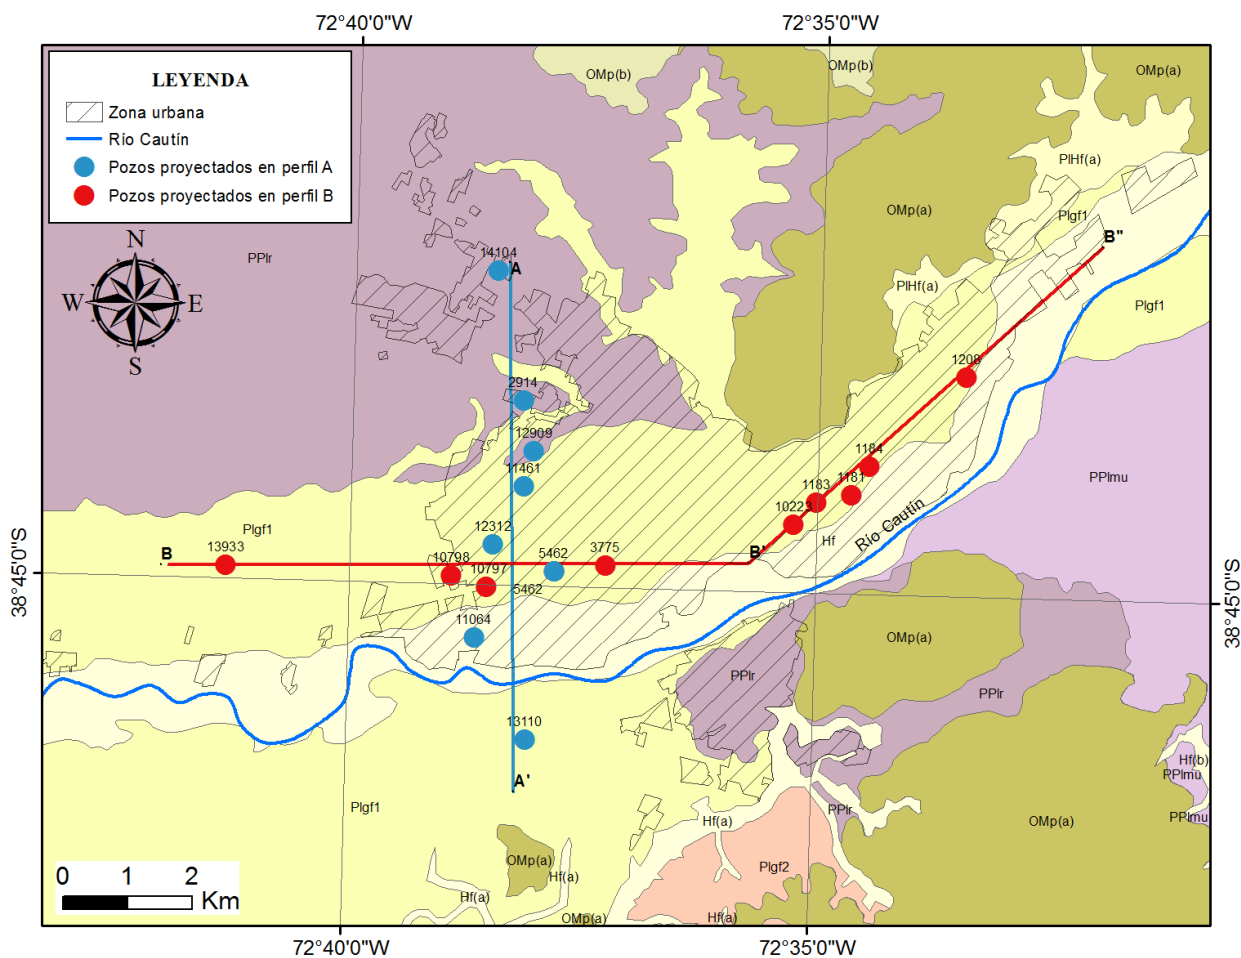 72°40'0"W
72°35'0"W
LEYENDA
Zona urbana
Río Cautín
Pozos proyectados en perfil A
Pozos proyectados en perfil B
OMp(b)
OMp(b)
OMp(a)
PlHf(a)
Plgf1
OMp(a)
B"
N
W
E
S
PPlr
14104
A
PlHf(a)
Plgf1
1208
2914
12909
11461
PPlmu
1184
1181
1183
10223
Hf
Río Cautín
Plgf1
12312
B
13933
10798
10797
5462
5462
3775
B'
38°45'0"S
38°45'0"S
11064
OMp(a)
PPlr
PPlr
13110
A'
Hf(b)
PPlmu
PPlmu
Plgf1
Hf(a)
PPlr
OMp(a)
OMp(a)
Hf(a)
Plgf2
Hf(a)
OMp(a)
Hf(a)
0 1 2
Km
72°40'0"W
72°35'0"W